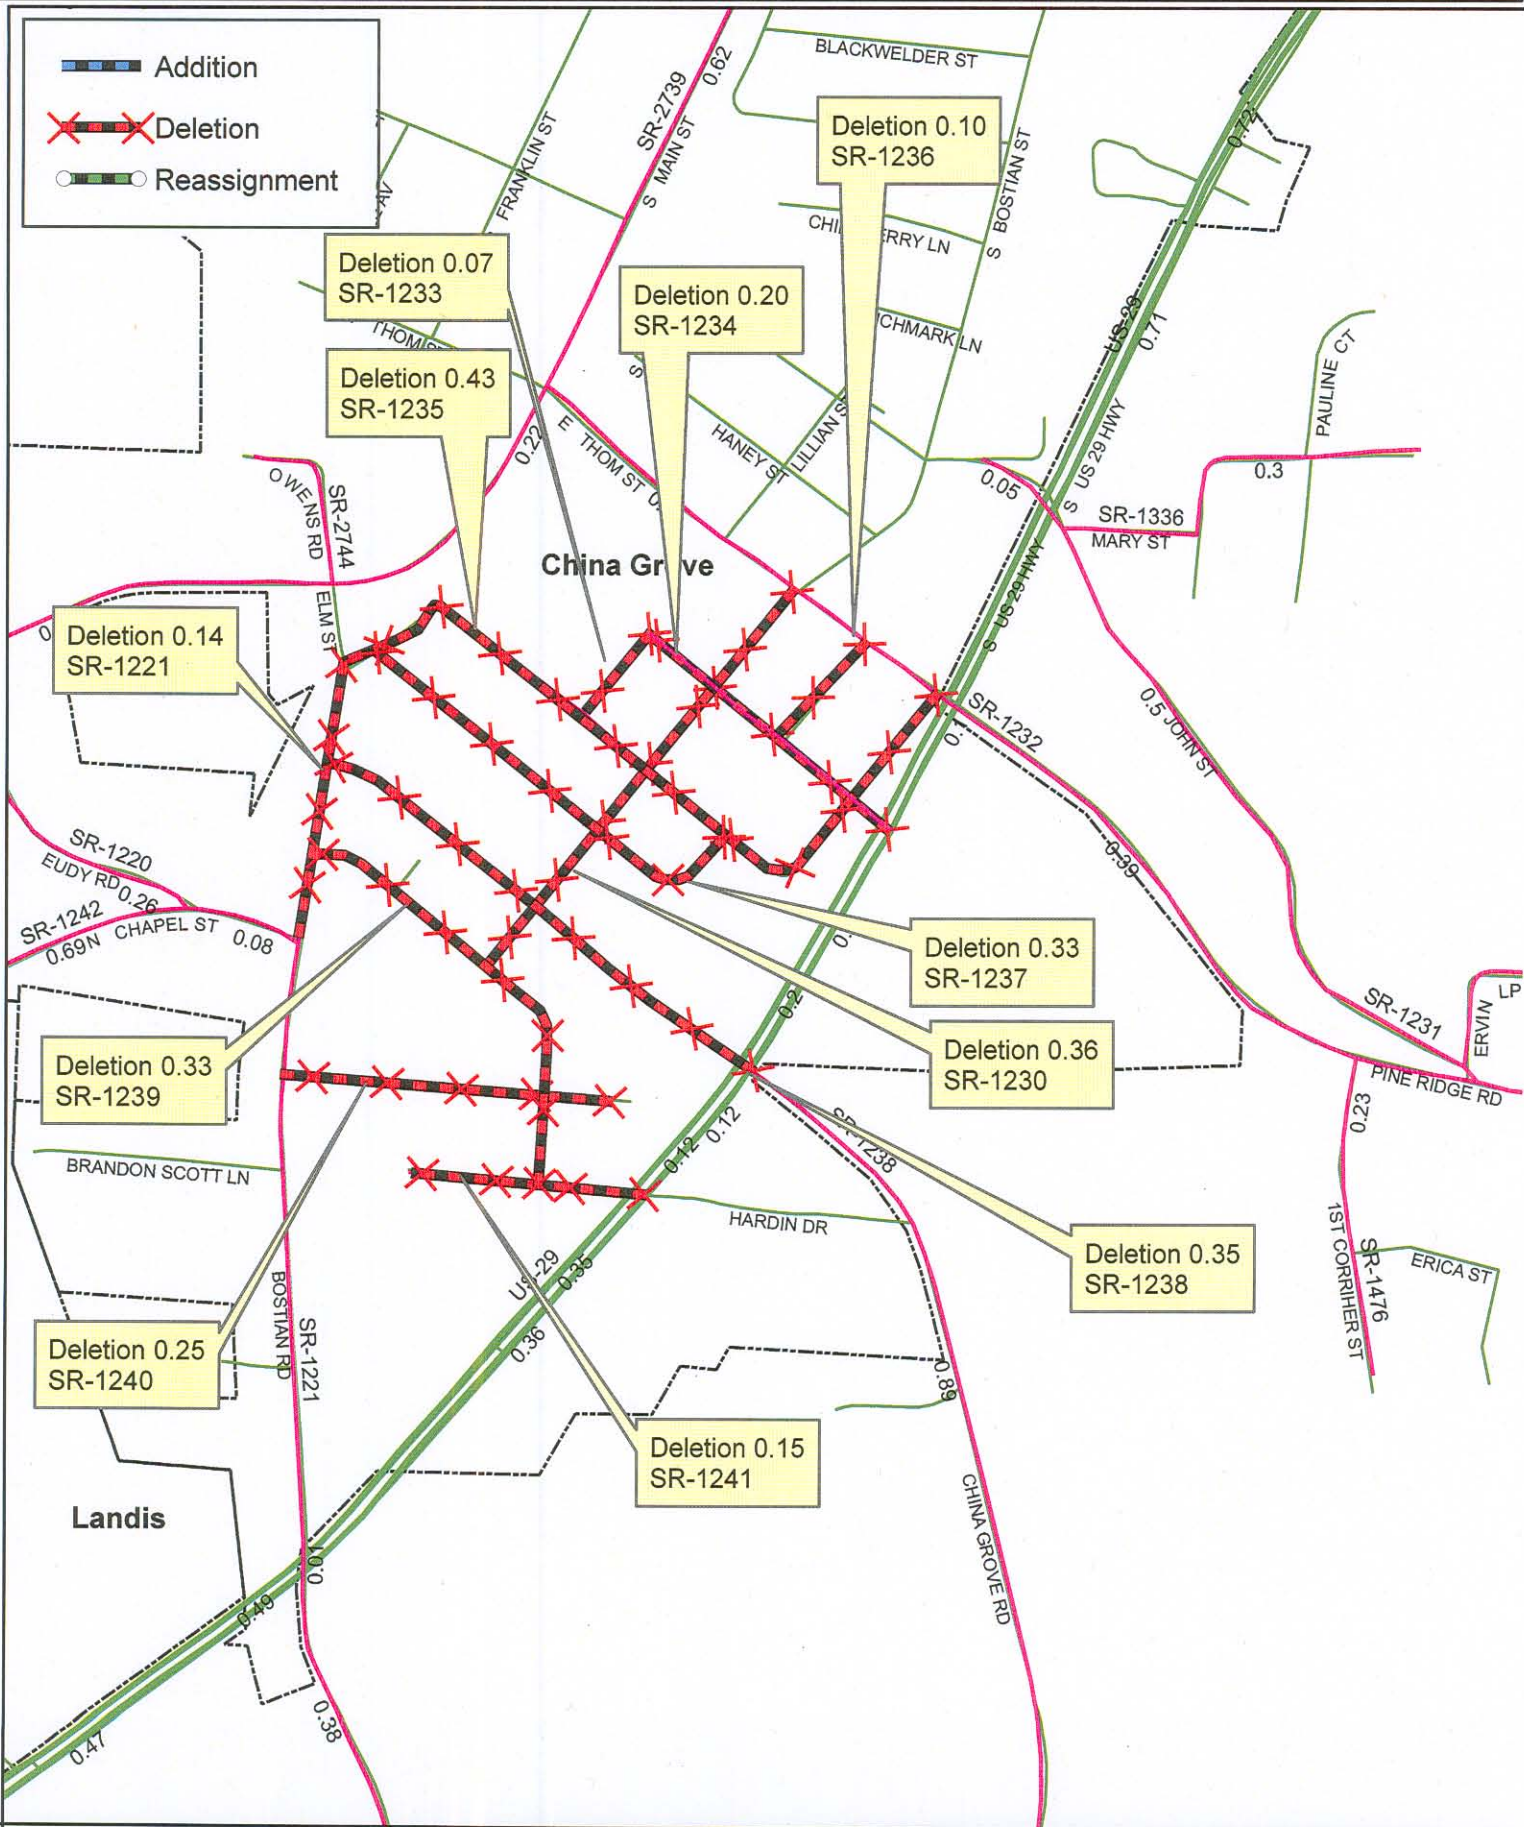 Addition
Deletion
Reassignment
BLACKWELDER ST
SR-2739
0.62
S MAIN ST
FRANKLIN ST
Deletion 0.10
SR-1236
S BOSTIAN ST
0.72
Deletion 0.07
SR-1233
Deletion 0.20
SR-1234
US-29
0.71
PAULINE CT
Deletion 0.43
SR-1235
0.22
E THOM ST
HANEY ST
LILLIAN ST
S US 29 HWY
0.05
0.3
SR-1336
MARY ST
OWENS RD
SR-2744
ELM ST
China Grove
S US 29 HWY
Deletion 0.14
SR-1221
SR-1232
0.5 JOHN ST
0.39
SR-1220
EUDY RD 0.26
SR-1242
0.69 N CHAPEL ST 0.08
Deletion 0.33
SR-1237
0.2
Deletion 0.36
SR-1230
SR-1231
ERVIN
LP
PINE RIDGE RD
Deletion 0.33
SR-1239
0.12
0.12
SR-1238
0.23
BRANDON SCOTT LN
HARDIN DR
Deletion 0.35
SR-1238
1ST CORRIHER ST
SR-1476
ERICA ST
US-29
0.35
0.36
BOSTIAN RD
SR-1221
Deletion 0.25
SR-1240
0.89
Deletion 0.15
SR-1241
CHINA GROVE RD
Landis
0.01
0.49
0.38
0.47